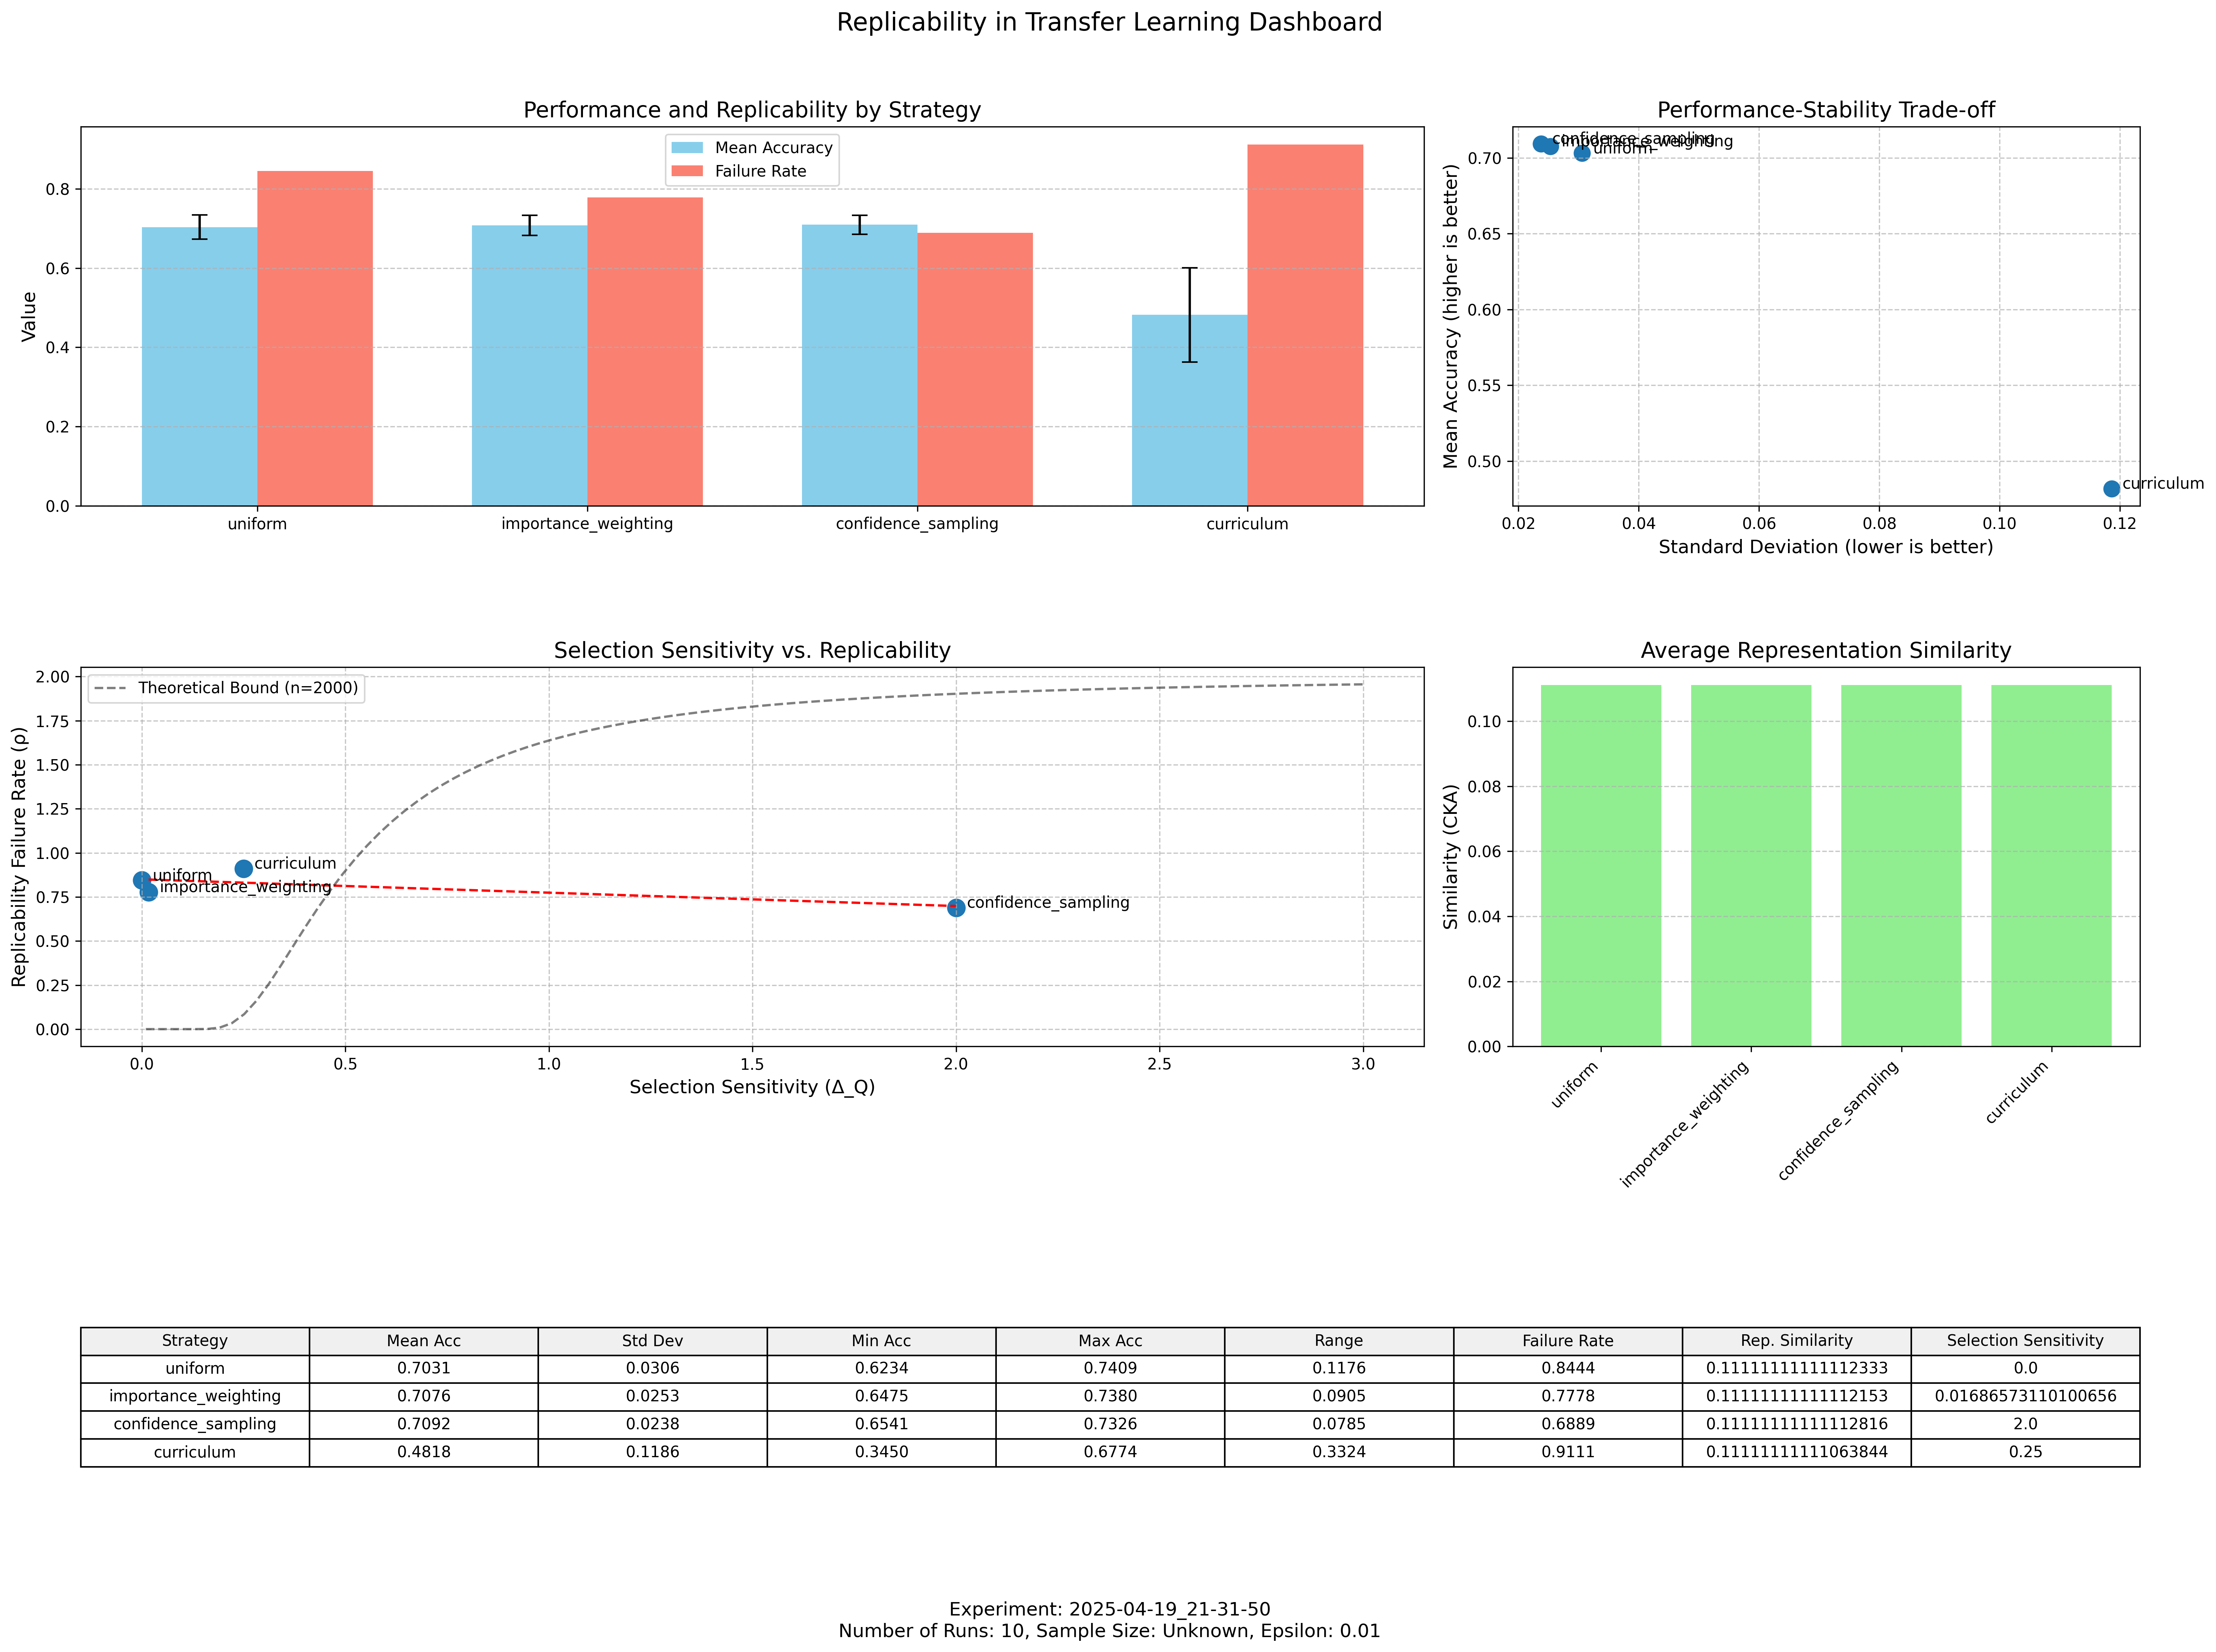 Replicability in Transfer Learning Dashboard
Performance and Replicability by Strategy
Mean Accuracy
Failure Rate
Value
0.8
0.6
0.4
0.2
0.0
uniform
importance_weighting
confidence_sampling
curriculum
Performance-Stability Trade-off
confidence_sampling
importance_weighting
uniform
curriculum
Mean Accuracy (higher is better)
0.70
0.65
0.60
0.55
0.50
0.02
0.04
0.06
0.08
0.10
0.12
Standard Deviation (lower is better)
Selection Sensitivity vs. Replicability
Theoretical Bound (n=2000)
Replicability Failure Rate (ρ)
2.00
1.75
1.50
1.25
1.00
0.75
0.50
0.25
0.00
uniform
importance_weighting
curriculum
confidence_sampling
0.0
0.5
1.0
1.5
2.0
2.5
3.0
Selection Sensitivity (Δ_Q)
Average Representation Similarity
Similarity (CKA)
0.10
0.08
0.06
0.04
0.02
0.00
uniform
importance_weighting
confidence_sampling
curriculum
Strategy Mean Acc Std Dev Min Acc Max Acc Range Failure Rate Rep. Similarity Selection Sensitivity
uniform 0.7031 0.0306 0.6234 0.7409 0.1176 0.8444 0.11111111111112333 0.0
importance_weighting 0.7076 0.0253 0.6475 0.7380 0.0905 0.7778 0.11111111111112153 0.01686573110100656
confidence_sampling 0.7092 0.0238 0.6541 0.7326 0.0785 0.6889 0.11111111111112816 2.0
curriculum 0.4818 0.1186 0.3450 0.6774 0.3324 0.9111 0.11111111111063844 0.25
Experiment: 2025-04-19_21-31-50
Number of Runs: 10, Sample Size: Unknown, Epsilon: 0.01